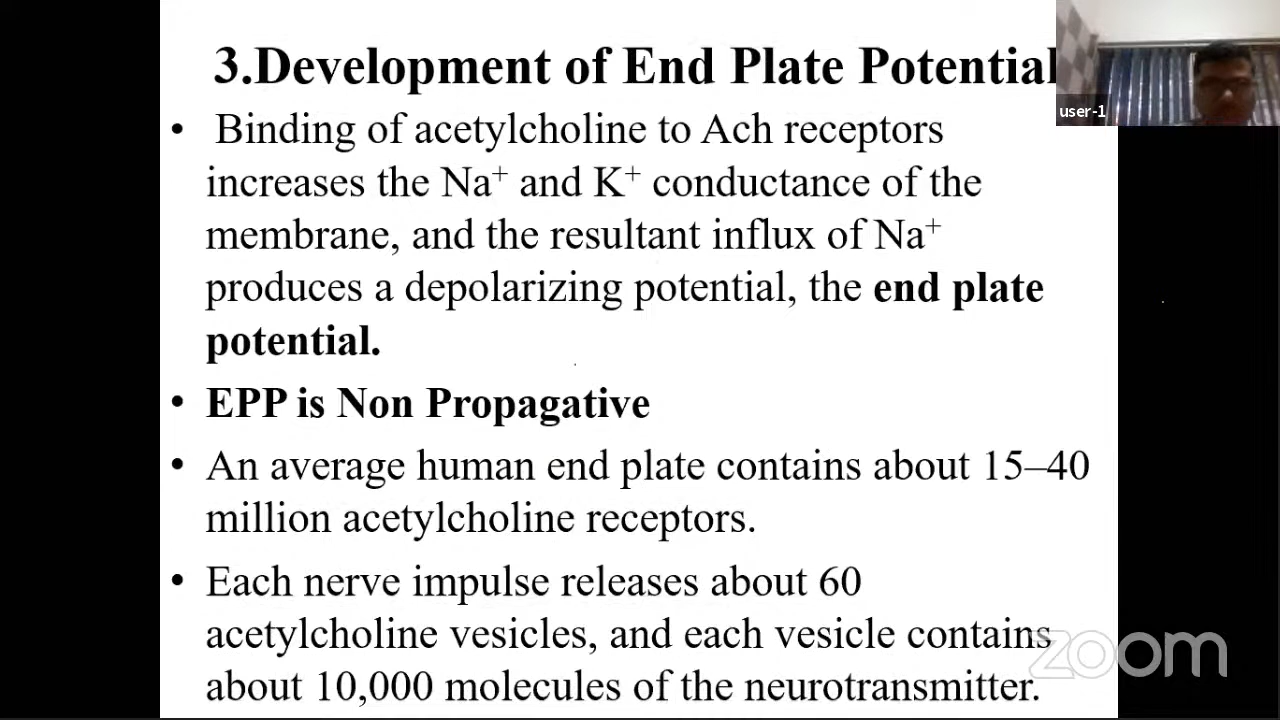 3.Development of End Plate Potential
user-1
• Binding of acetylcholine to Ach receptors
increases the Na⁺ and K⁺ conductance of the
membrane, and the resultant influx of Na⁺
produces a depolarizing potential, the end plate
potential.
• EPP is Non Propagative
• An average human end plate contains about 15–40
million acetylcholine receptors.
• Each nerve impulse releases about 60
acetylcholine vesicles, and each vesicle contains
about 10,000 molecules of the neurotransmitter.
zoom